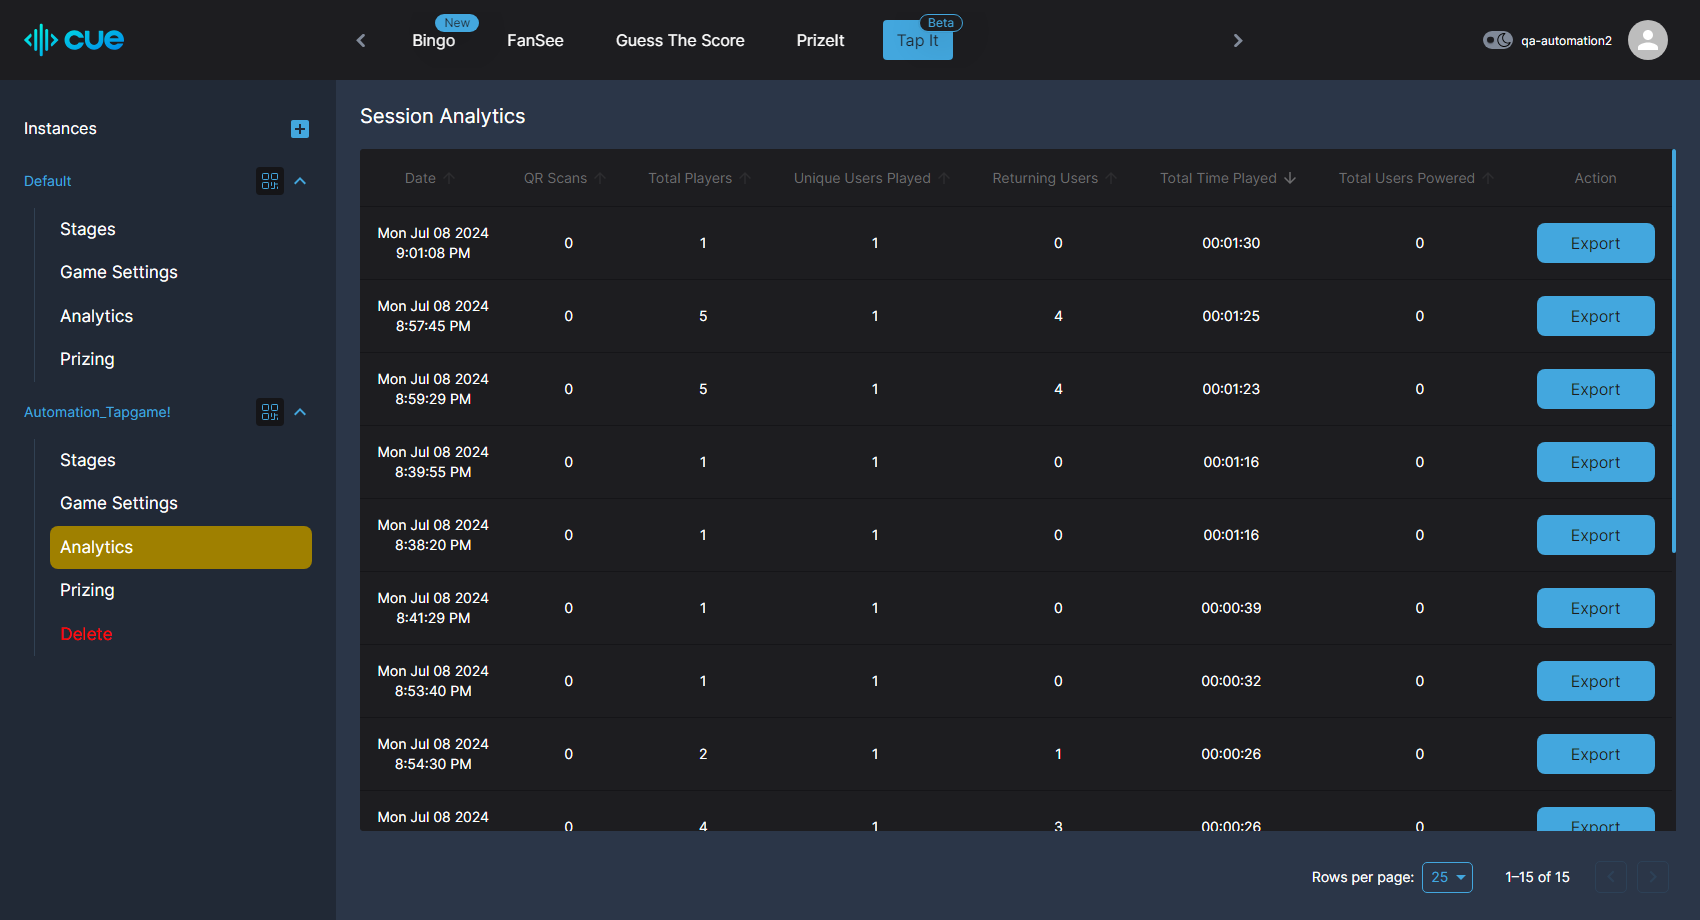 cue
New
Bingo
FanSee
Guess The Score
PrizeIt
Beta
Tap It
qa-automation2
Instances
Default
Stages
Game Settings
Analytics
Prizing
Automation_Tapgame!
Stages
Game Settings
Analytics
Prizing
Delete
Session Analytics
Date QR Scans Total Players Unique Users Played Returning Users Total Time Played Total Users Powered Action
Mon Jul 08 2024
9:01:08 PM 0 1 1 0 00:01:30 0 Export
Mon Jul 08 2024
8:57:45 PM 0 5 1 4 00:01:25 0 Export
Mon Jul 08 2024
8:59:29 PM 0 5 1 4 00:01:23 0 Export
Mon Jul 08 2024
8:39:55 PM 0 1 1 0 00:01:16 0 Export
Mon Jul 08 2024
8:38:20 PM 0 1 1 0 00:01:16 0 Export
Mon Jul 08 2024
8:41:29 PM 0 1 1 0 00:00:39 0 Export
Mon Jul 08 2024
8:53:40 PM 0 1 1 0 00:00:32 0 Export
Mon Jul 08 2024
8:54:30 PM 0 2 1 1 00:00:26 0 Export
Mon Jul 08 2024
0 4 1 3 00:00:26 0 Export
Rows per page: 25 1–15 of 15